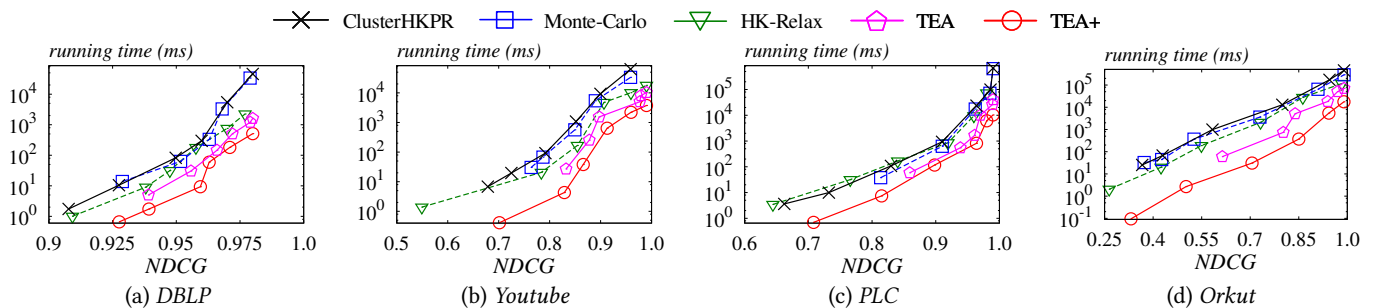 ClusterHKPR Monte-Carlo HK-Relax TEA TEA+
running time (ms) running time (ms) running time (ms) running time (ms)
10^4 10^3 10^2 10^1 10^0
0.9 0.925 0.95 0.975 1.0
NDCG
(a) DBLP
10^4 10^3 10^2 10^1 10^0
0.5 0.6 0.7 0.8 0.9 1.0
NDCG
(b) Youtube
10^5 10^4 10^3 10^2 10^1 10^0
0.6 0.7 0.8 0.9 1.0
NDCG
(c) PLC
10^5 10^4 10^3 10^2 10^1 10^0 10^-1
0.25 0.4 0.55 0.7 0.85 1.0
NDCG
(d) Orkut